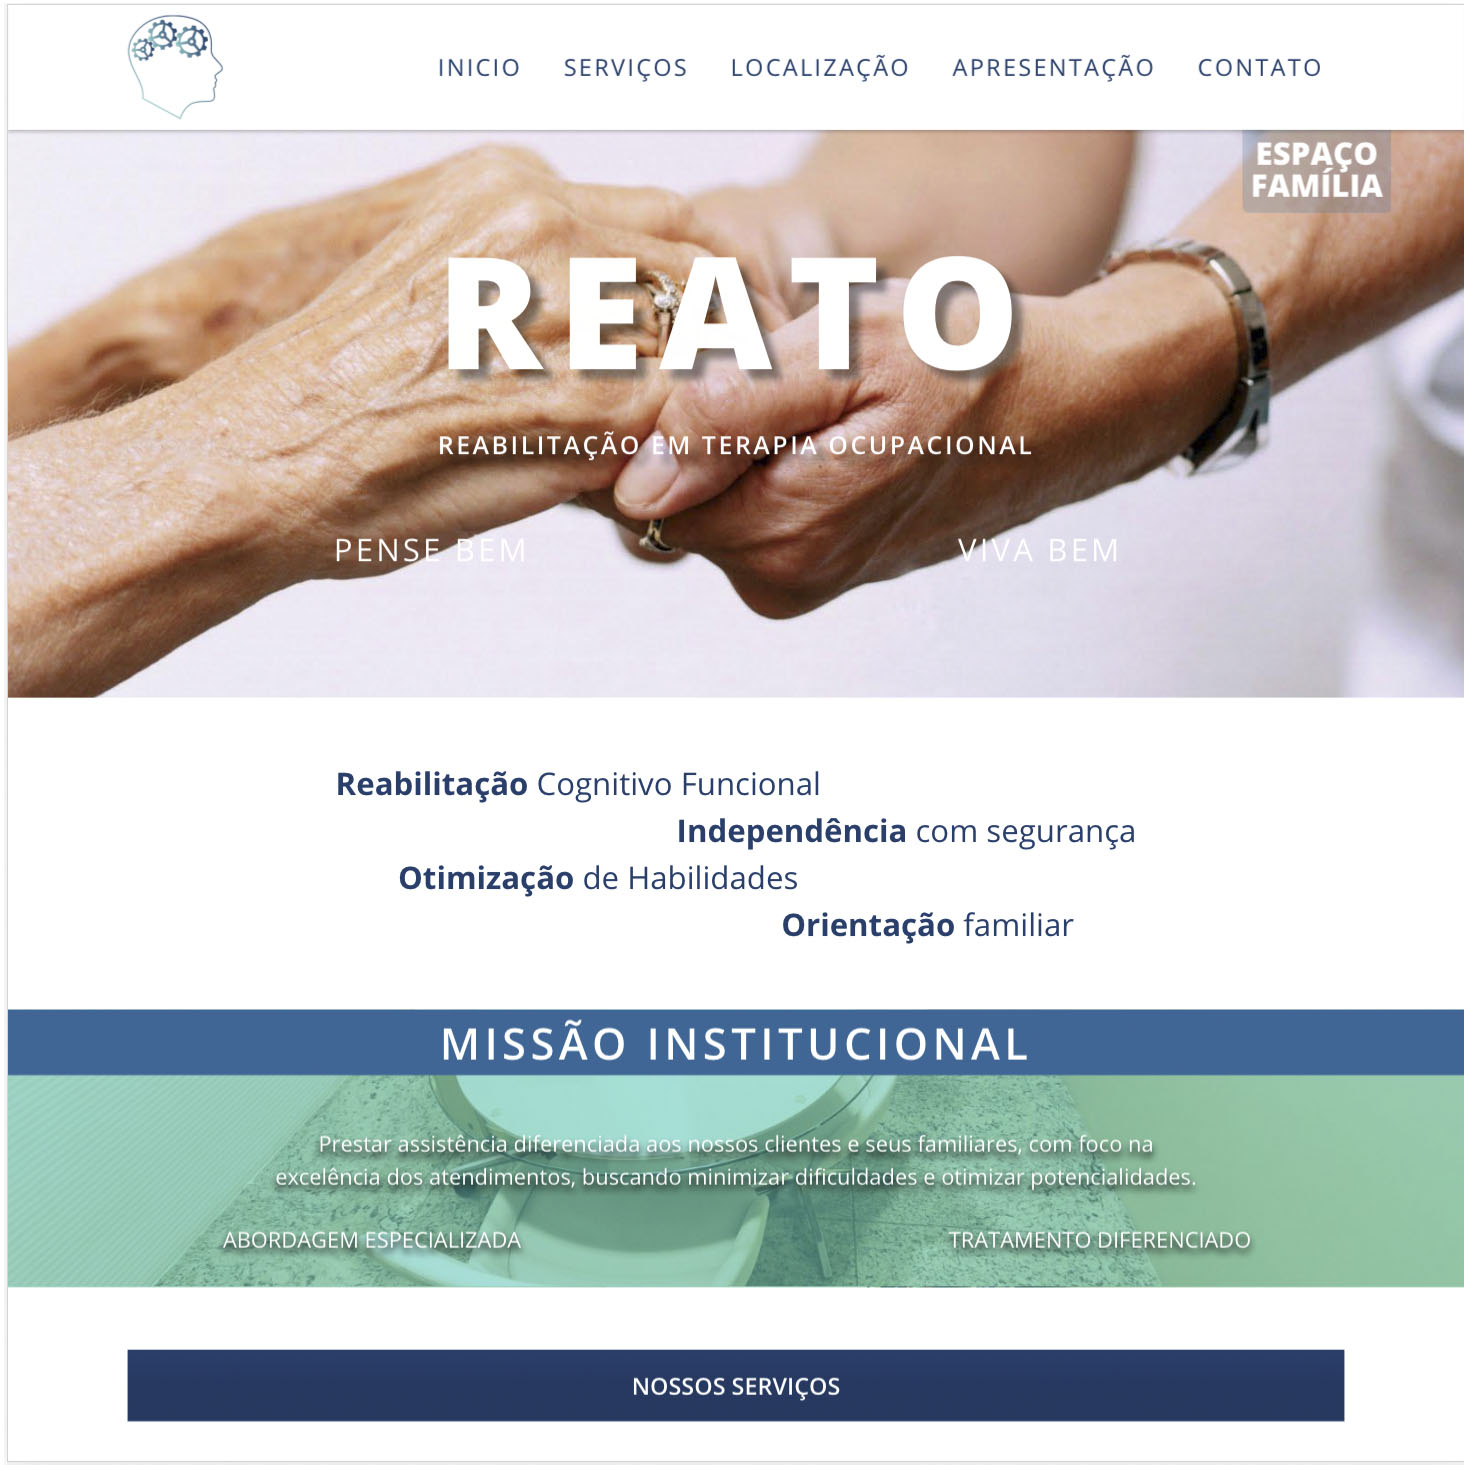 INICIO SERVIÇOS LOCALIZAÇÃO APRESENTAÇÃO CONTATO
ESPAÇO
FAMÍLIA
REATO
REABILITAÇÃO EM TERAPIA OCUPACIONAL
PENSE BEM VIVA BEM
Reabilitação Cognitivo Funcional
Independência com segurança
Otimização de Habilidades
Orientação familiar
MISSÃO INSTITUCIONAL
Prestar assistência diferenciada aos nossos clientes e seus familiares, com foco na
excelência dos atendimentos, buscando minimizar dificuldades e otimizar potencialidades.
ABORDAGEM ESPECIALIZADA TRATAMENTO DIFERENCIADO
NOSSOS SERVIÇOS